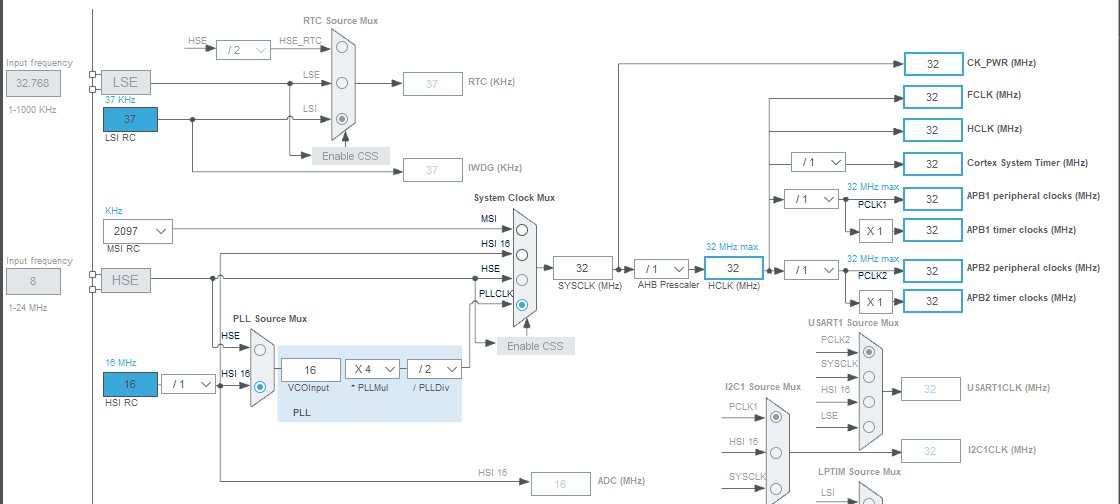 RTC Source Mux
HSE
/ 2
HSE_RTC
Input frequency
32.768
1-1000 KHz
LSE
LSE
37
RTC (KHz)
37 KHz
37
LSI RC
LSI
Enable CSS
37
IWDG (KHz)
System Clock Mux
KHz
2097
MSI RC
MSI
HSI 16
Input frequency
8
1-24 MHz
HSE
HSE
PLLCLK
32
SYSCLK (MHz)
/ 1
AHB Prescaler
32 MHz max
32
HCLK (MHz)
Enable CSS
PLL Source Mux
HSE
16 MHz
16
HSI RC
/ 1
HSI 16
16
VCOInput
X 4
* PLLMul
/ 2
/ PLLDiv
PLL
HSI 16
16
ADC (MHz)
32
CK_PWR (MHz)
32
FCLK (MHz)
32
HCLK (MHz)
/ 1
32
Cortex System Timer (MHz)
/ 1
32 MHz max
PCLK1
32
APB1 peripheral clocks (MHz)
X 1
32
APB1 timer clocks (MHz)
/ 1
32 MHz max
PCLK2
32
APB2 peripheral clocks (MHz)
X 1
32
APB2 timer clocks (MHz)
USART1 Source Mux
PCLK2
SYSCLK
HSI 16
LSE
32
USART1CLK (MHz)
I2C1 Source Mux
PCLK1
HSI 16
SYSCLK
32
I2C1CLK (MHz)
LPTIM Source Mux
LSI